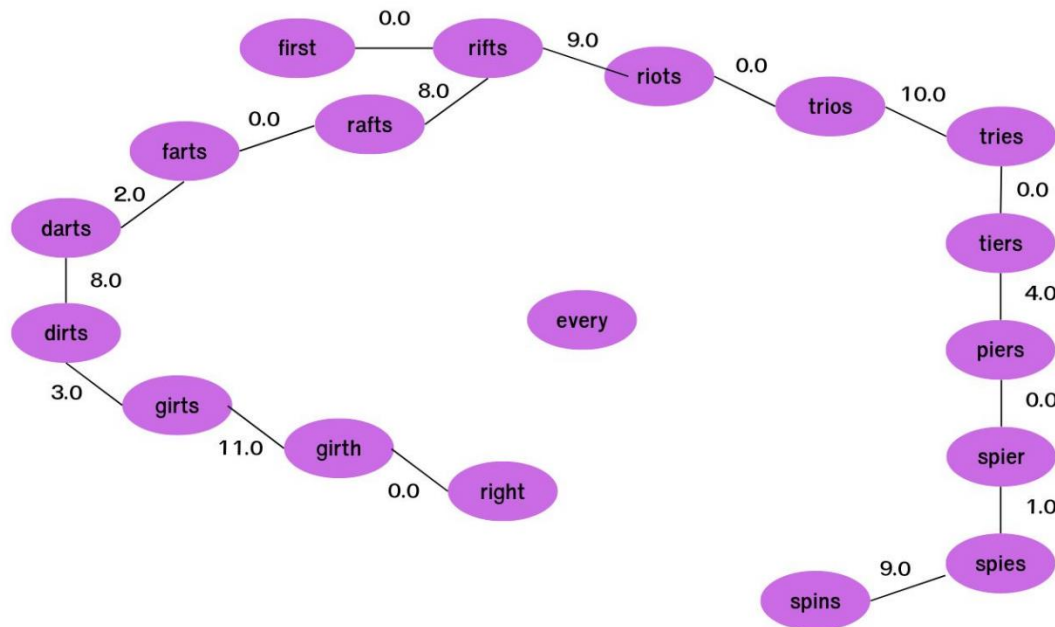 0.0
first
rifts
9.0
riots
0.0
trios
10.0
tries
8.0
rafts
0.0
farts
2.0
darts
8.0
dirts
3.0
girts
11.0
girth
0.0
right
every
0.0
tiers
4.0
piers
0.0
spier
1.0
spies
9.0
spins